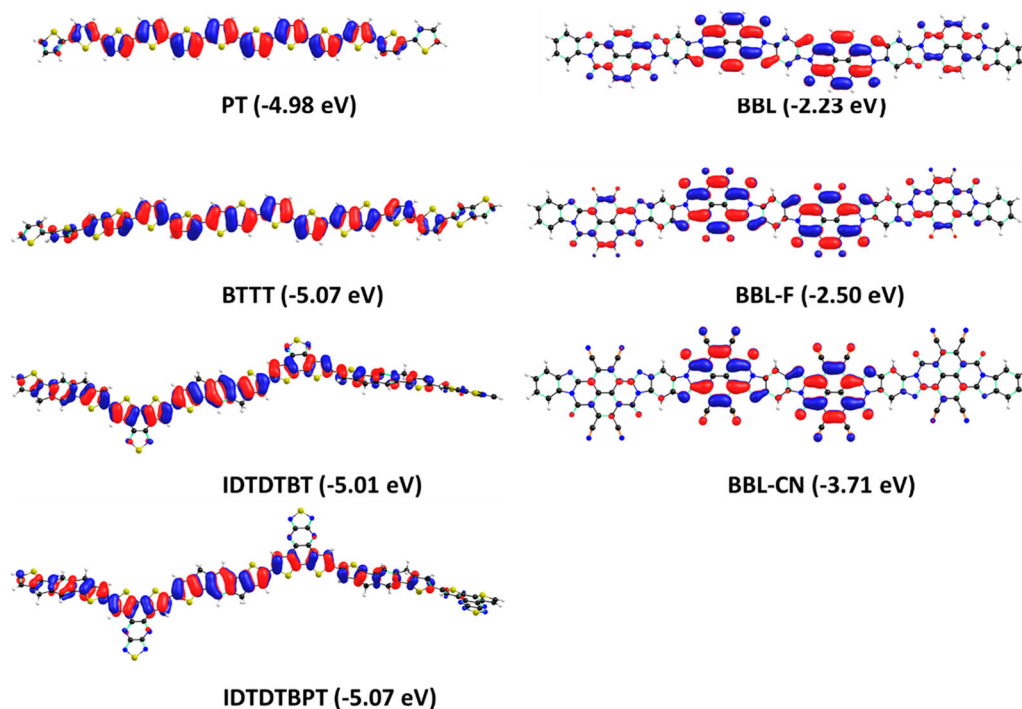 PT (-4.98 eV)
BBL (-2.23 eV)
BTTT (-5.07 eV)
BBL-F (-2.50 eV)
IDTDTBT (-5.01 eV)
BBL-CN (-3.71 eV)
IDTDTBPT (-5.07 eV)